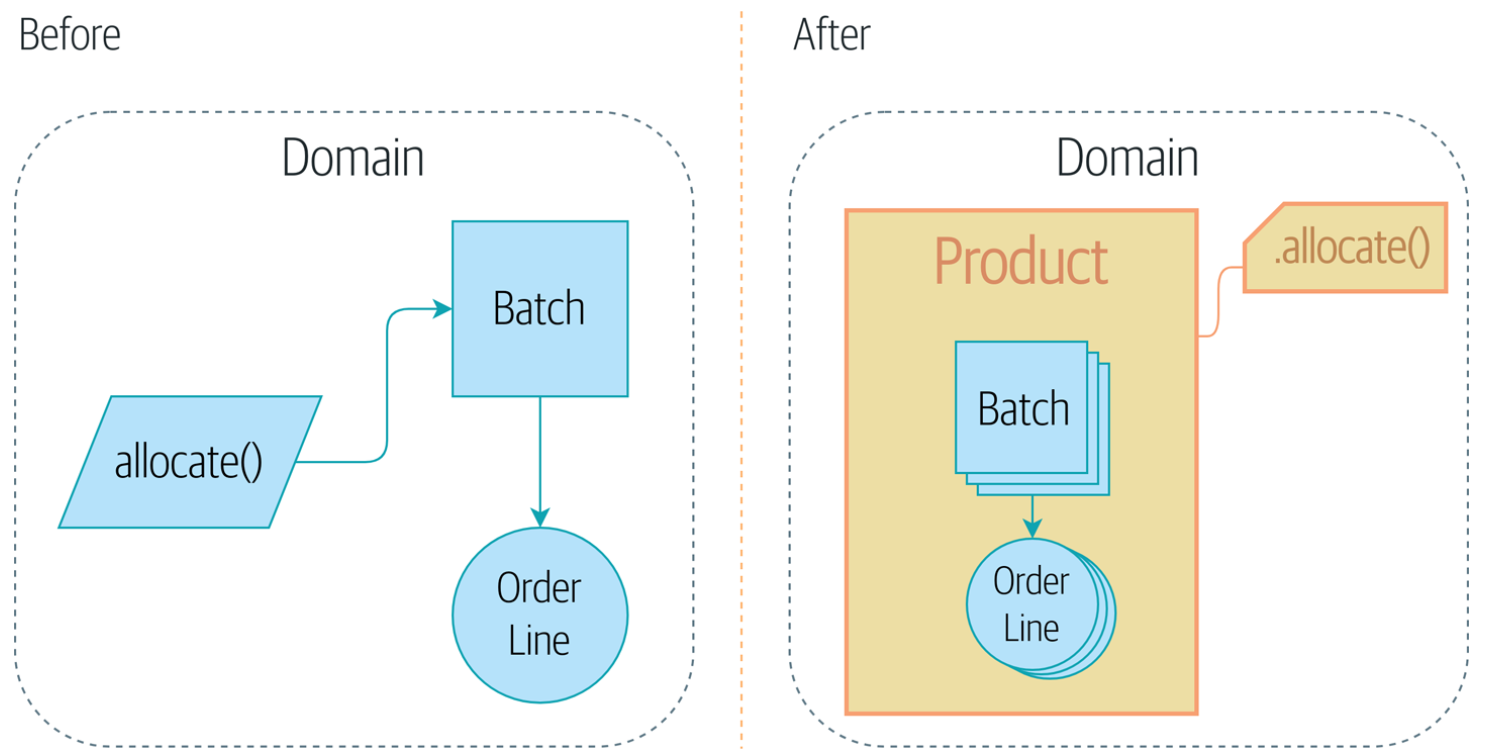 Before
Domain
Batch
allocate()
Order
Line
After
Domain
Product
.allocate()
Batch
Order
Line